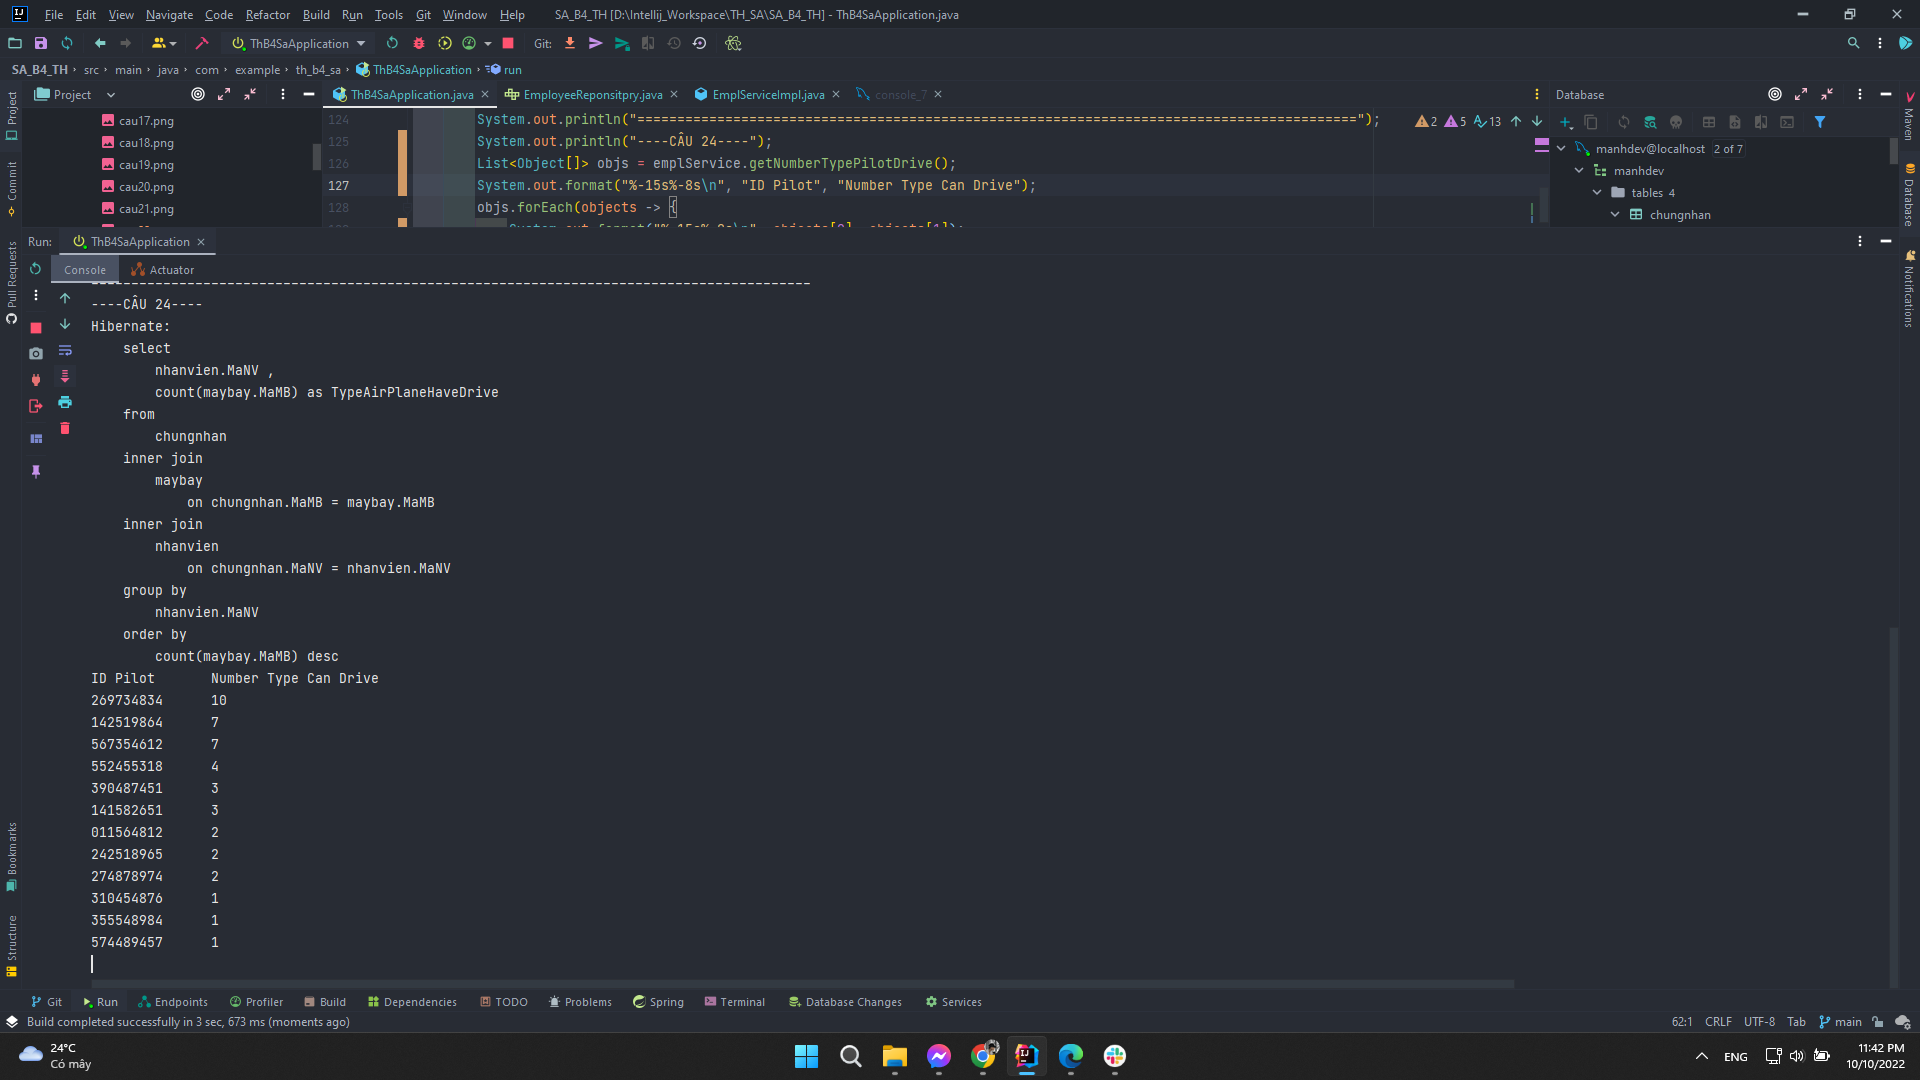 File Edit View Navigate Code Refactor Build Run Tools Git Window Help SA_B4_TH [D:\Intellij_Workspace\TH_SA\SA_B4_TH] - ThB4SaApplication.java
ThB4SaApplication Git:
SA_B4_TH › src › main › java › com › example › th_b4_sa › ThB4SaApplication › run
Project
ThB4SaApplication.java EmployeeReponsitpry.java EmplServiceImpl.java console_7
Database
cau17.png
cau18.png
cau19.png
cau20.png
cau21.png
124 System.out.println("==========================================================================================");
125 System.out.println("----CÂU 24----");
126 List<Object[]> objs = emplService.getNumberTypePilotDrive();
127 System.out.format("%-15s%-8s\n", "ID Pilot", "Number Type Can Drive");
128 objs.forEach(objects -> {
2 5 13
manhdev@localhost 2 of 7
manhdev
tables 4
chungnhan
Project
Commit
Pull Requests
Bookmarks
Structure
Maven
Database
Notifications
Run: ThB4SaApplication
Console Actuator
------------------------------------------------------------------------------------------
----CÂU 24----
Hibernate:
select
nhanvien.MaNV ,
count(maybay.MaMB) as TypeAirPlaneHaveDrive
from
chungnhan
inner join
maybay
on chungnhan.MaMB = maybay.MaMB
inner join
nhanvien
on chungnhan.MaNV = nhanvien.MaNV
group by
nhanvien.MaNV
order by
count(maybay.MaMB) desc
ID Pilot Number Type Can Drive
269734834 10
142519864 7
567354612 7
552455318 4
390487451 3
141582651 3
011564812 2
242518965 2
274878974 2
310454876 1
355548984 1
574489457 1
Git Run Endpoints Profiler Build Dependencies TODO Problems Spring Terminal Database Changes Services
Build completed successfully in 3 sec, 673 ms (moments ago) 62:1 CRLF UTF-8 Tab main
24°C
Có mây
ENG
11:42 PM
10/10/2022